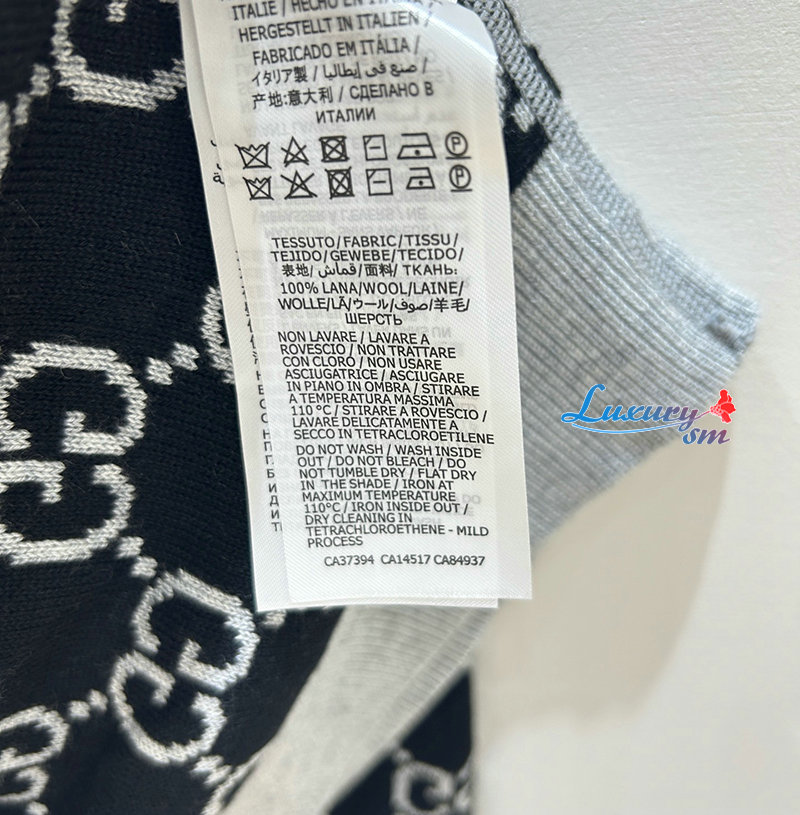 ITALIE / HECHO EN
HERGESTELLT IN ITALIEN /
FABRICADO EM ITÁLIA /
イタリア製 / صنع في إيطاليا /
产地:意大利 / СДЕЛАНО В
ИТАЛИИ
P
P
TESSUTO/FABRIC/TISSU/
TEJIDO/GEWEBE/TECIDO/
表地/ قماش/面料/ ТКАНЬ:
100% LANA/WOOL/LAINE/
WOLLE/LÃ/ウール/صوف/羊毛/
ШЕРСТЬ
NON LAVARE / LAVARE A
ROVESCIO / NON TRATTARE
CON CLORO / NON USARE
ASCIUGATRICE / ASCIUGARE
IN PIANO IN OMBRA / STIRARE
A TEMPERATURA MASSIMA
110 °C / STIRARE A ROVESCIO /
LAVARE DELICATAMENTE A
SECCO IN TETRACLOROETILENE
DO NOT WASH / WASH INSIDE
OUT / DO NOT BLEACH / DO
NOT TUMBLE DRY / FLAT DRY
IN THE SHADE / IRON AT
MAXIMUM TEMPERATURE
110°C / IRON INSIDE OUT /
DRY CLEANING IN
TETRACHLOROETHENE - MILD
PROCESS
CA37394 CA14517 CA84937
Luxury
sm